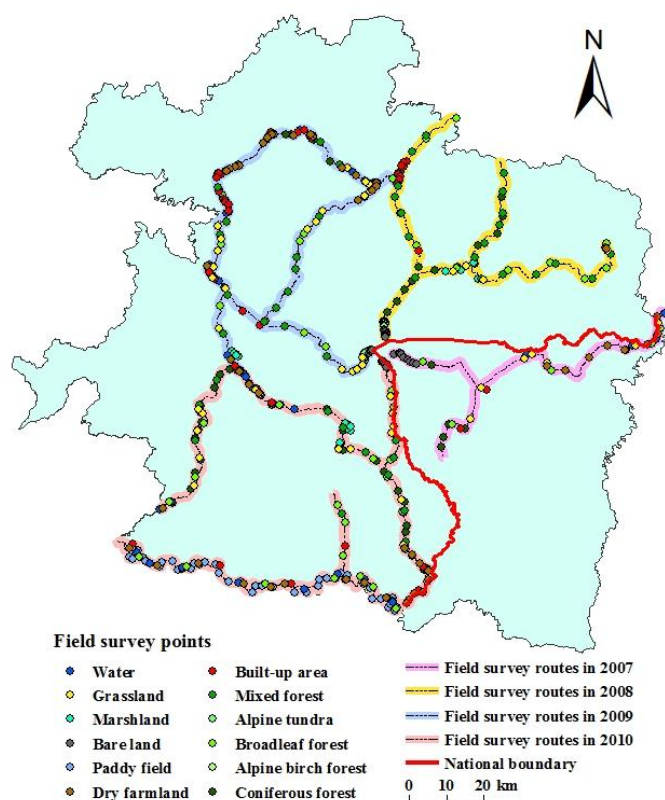 N
Field survey points
Water
Grassland
Marshland
Bare land
Paddy field
Dry farmland
Built-up area
Mixed forest
Alpine tundra
Broadleaf forest
Alpine birch forest
Coniferous forest
Field survey routes in 2007
Field survey routes in 2008
Field survey routes in 2009
Field survey routes in 2010
National boundary
0 10 20 km